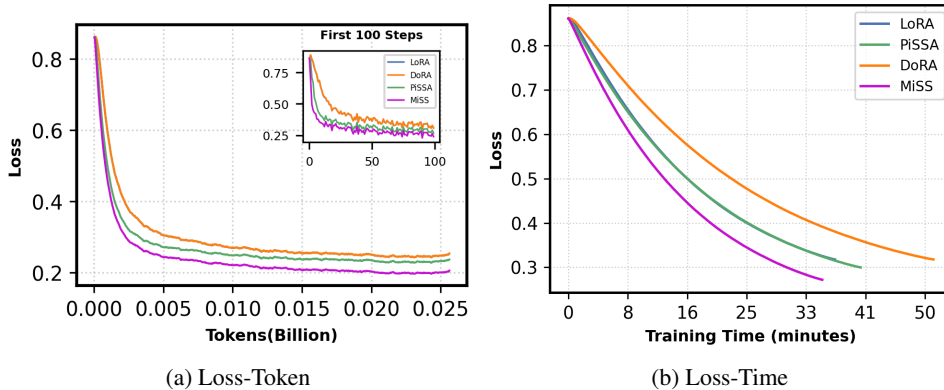 First 100 Steps
0.75
0.50
0.25
0
50
100
LoRA
DoRA
PiSSA
MiSS
0.8
0.6
0.4
0.2
Loss
0.000
0.005
0.010
0.015
0.020
0.025
Tokens(Billion)
(a) Loss-Token
LoRA
PiSSA
DoRA
MiSS
0.8
0.7
0.6
0.5
0.4
0.3
Loss
0
8
16
25
33
41
50
Training Time (minutes)
(b) Loss-Time